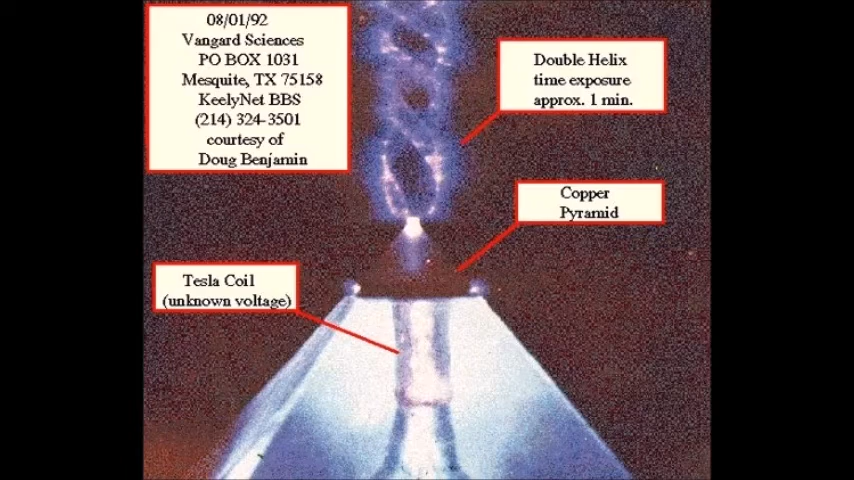 08/01/92
Vangard Sciences
PO BOX 1031
Mesquite, TX 75158
KeelyNet BBS
(214) 324-3501
courtesy of
Doug Benjamin
Double Helix
time exposure
approx. 1 min.
Copper
Pyramid
Tesla Coil
(unknown voltage)